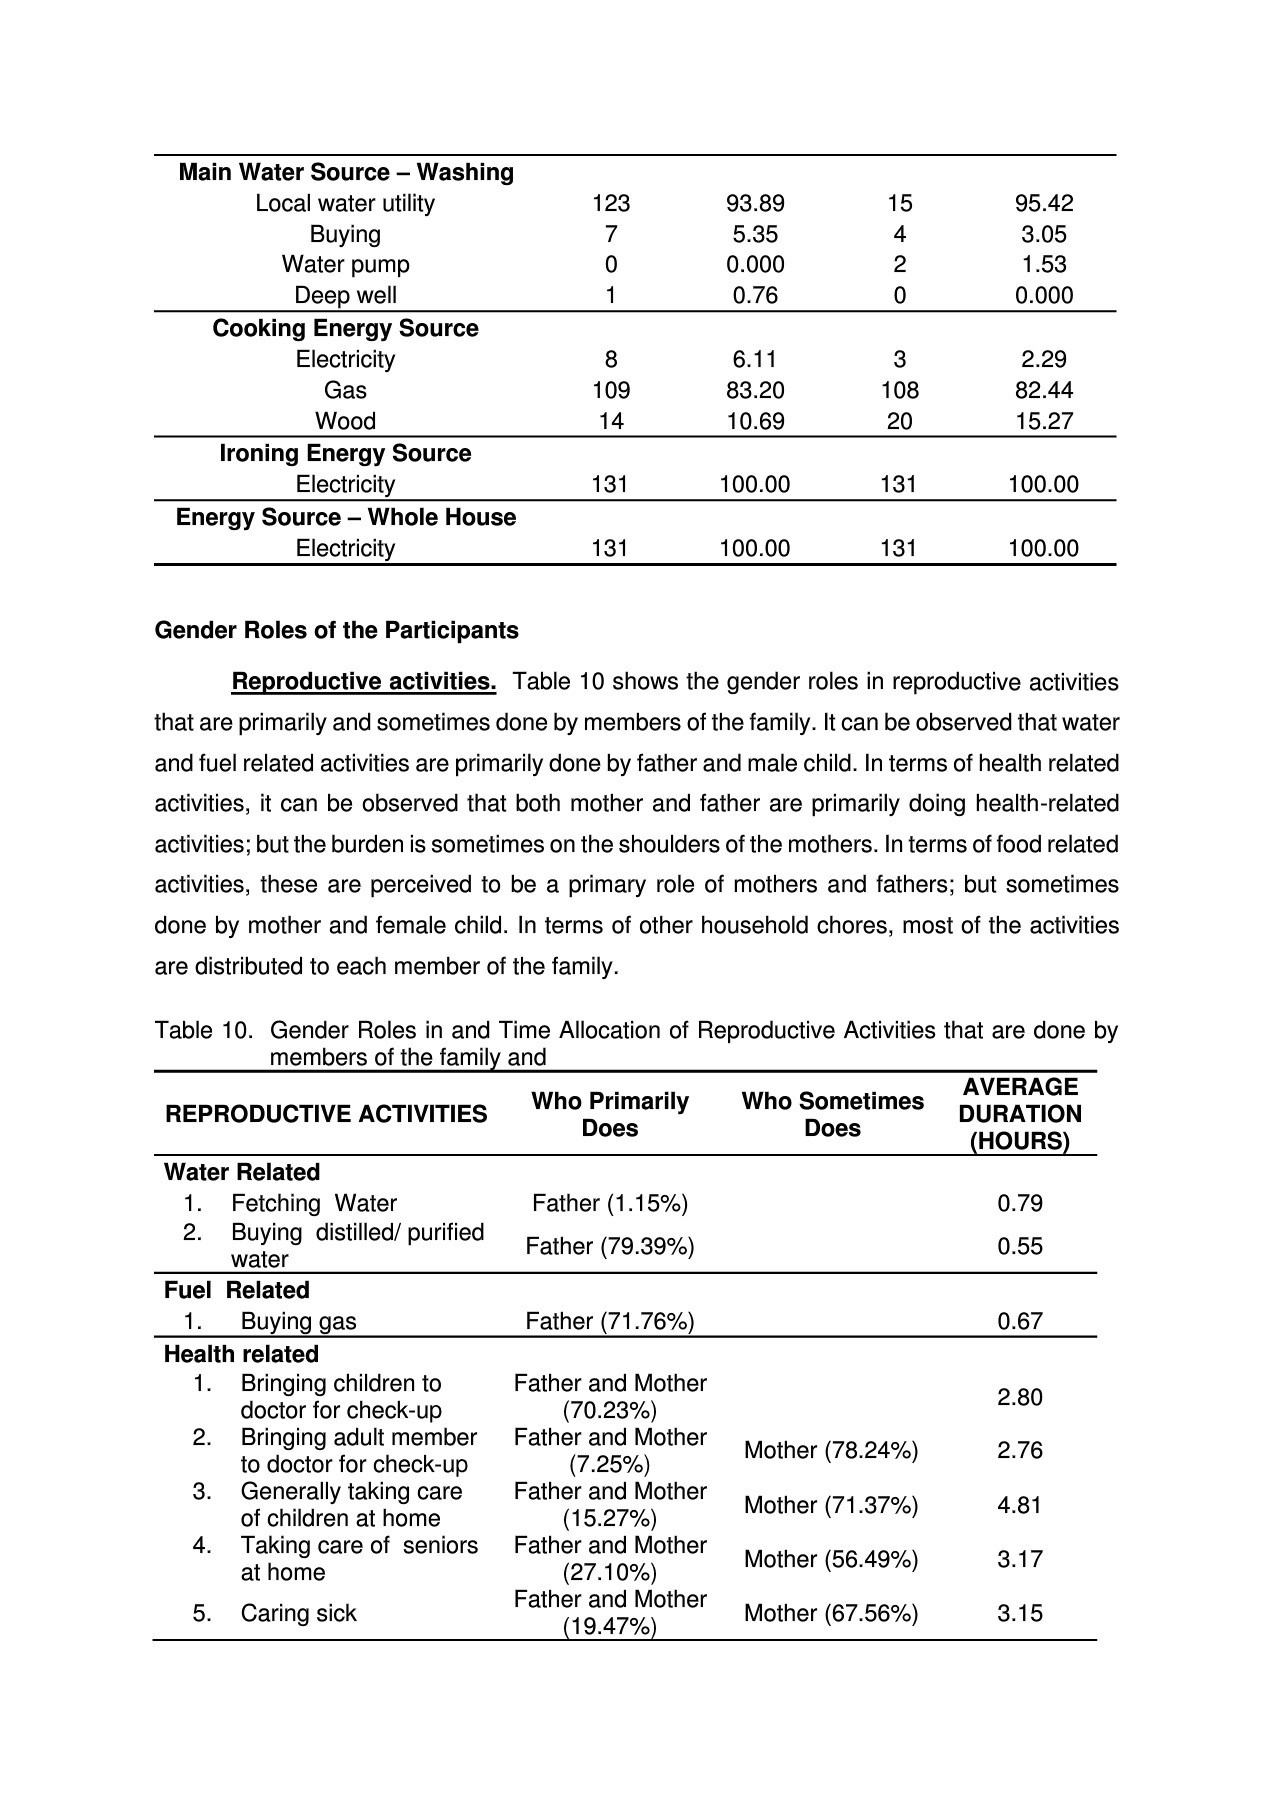 Main Water Source – Washing
Local water utility 123 93.89 15 95.42
Buying 7 5.35 4 3.05
Water pump 0 0.000 2 1.53
Deep well 1 0.76 0 0.000
Cooking Energy Source
Electricity 8 6.11 3 2.29
Gas 109 83.20 108 82.44
Wood 14 10.69 20 15.27
Ironing Energy Source
Electricity 131 100.00 131 100.00
Energy Source – Whole House
Electricity 131 100.00 131 100.00
Gender Roles of the Participants
Reproductive activities. Table 10 shows the gender roles in reproductive activities
that are primarily and sometimes done by members of the family. It can be observed that water
and fuel related activities are primarily done by father and male child. In terms of health related
activities, it can be observed that both mother and father are primarily doing health-related
activities; but the burden is sometimes on the shoulders of the mothers. In terms of food related
activities, these are perceived to be a primary role of mothers and fathers; but sometimes
done by mother and female child. In terms of other household chores, most of the activities
are distributed to each member of the family.
Table 10. Gender Roles in and Time Allocation of Reproductive Activities that are done by
members of the family and
REPRODUCTIVE ACTIVITIES
Who Primarily
Does
Who Sometimes
Does
AVERAGE
DURATION
(HOURS)
Water Related
1. Fetching Water Father (1.15%) 0.79
2. Buying distilled/ purified
water
Father (79.39%) 0.55
Fuel Related
1. Buying gas Father (71.76%) 0.67
Health related
1. Bringing children to
doctor for check-up
Father and Mother
(70.23%)
2.80
2. Bringing adult member
to doctor for check-up
Father and Mother
(7.25%)
Mother (78.24%) 2.76
3. Generally taking care
of children at home
Father and Mother
(15.27%)
Mother (71.37%) 4.81
4. Taking care of seniors
at home
Father and Mother
(27.10%)
Mother (56.49%) 3.17
5. Caring sick
Father and Mother
(19.47%)
Mother (67.56%) 3.15